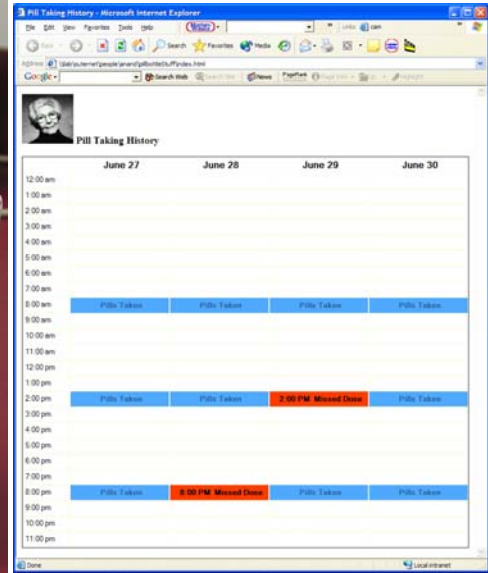 Pill Taking History - Microsoft Internet Explorer
File Edit View Favorites Tools Help
Search Favorites Media
Google Search Web News PageRank
Pill Taking History
June 27 June 28 June 29 June 30
12:00 am
1:00 am
2:00 am
3:00 am
4:00 am
5:00 am
6:00 am
7:00 am
8:00 am Pills Taken Pills Taken Pills Taken Pills Taken
9:00 am
10:00 am
11:00 am
12:00 pm
1:00 pm
2:00 pm Pills Taken Pills Taken 2:00 PM Missed Dose Pills Taken
3:00 pm
4:00 pm
5:00 pm
6:00 pm
7:00 pm
8:00 pm Pills Taken 8:00 PM Missed Dose Pills Taken Pills Taken
9:00 pm
10:00 pm
11:00 pm
Done Local intranet